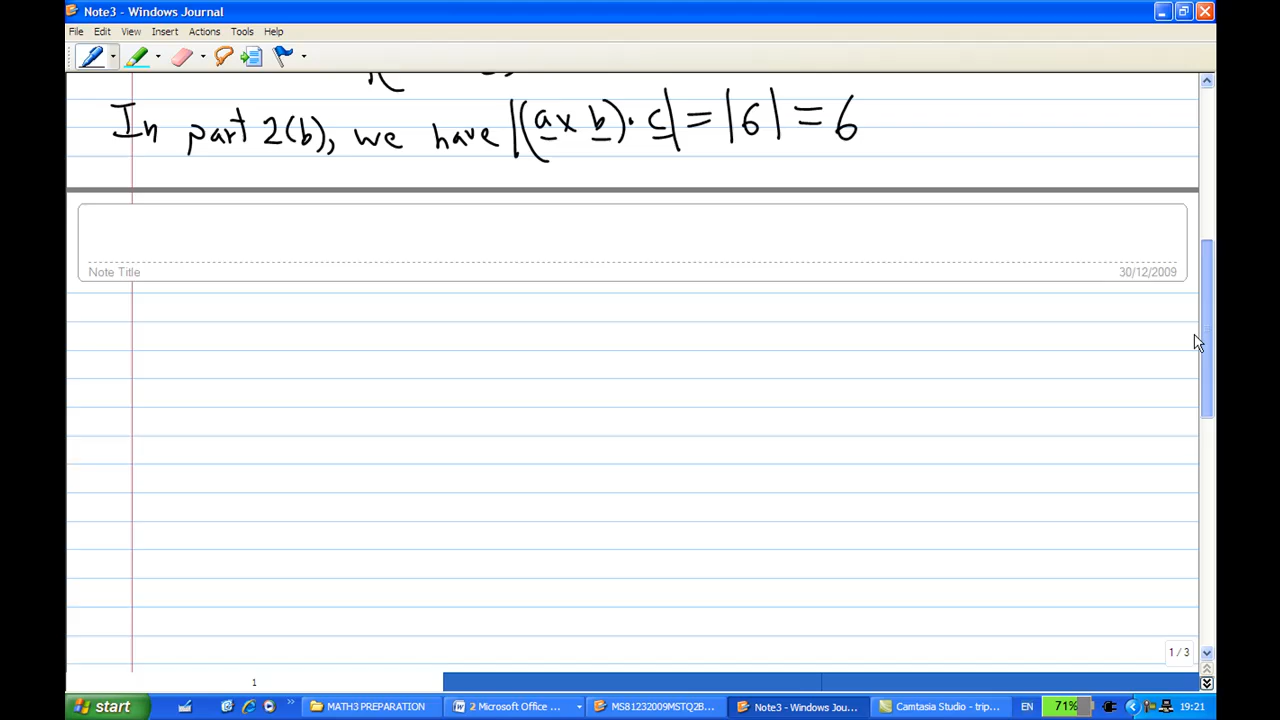 Note3 - Windows Journal
File Edit View Insert Actions Tools Help
In part 2(b), we have |(a x b) · c| = |6| = 6
Note Title
30/12/2009
1 / 3
1
start
MATH3 PREPARATION
2 Microsoft Office ...
MS81232009MSTQ2B...
Note3 - Windows Jou...
Camtasia Studio - trip...
EN
71%
19:21